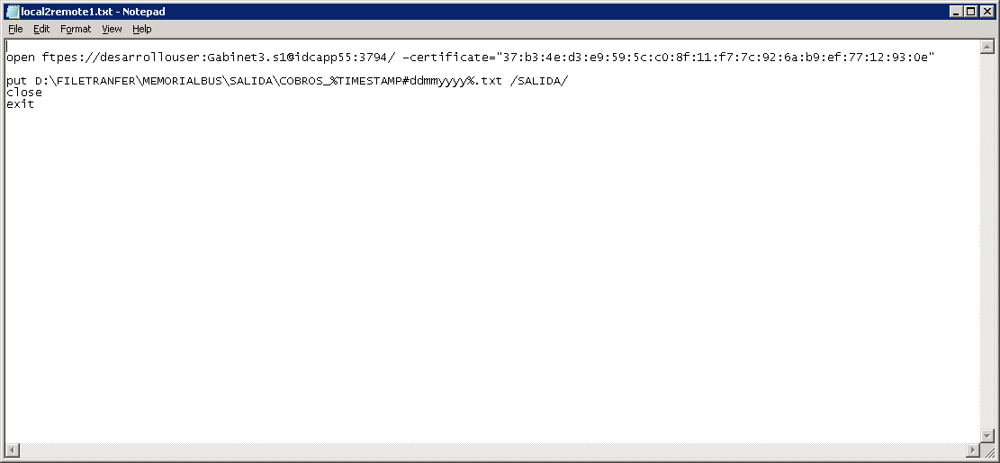 local2remote1.txt - Notepad
File Edit Format View Help
open ftpes://desarrollouser:Gabinet3.s1@idcapp55:3794/ -certificate="37:b3:4e:d3:e9:59:5c:c0:8f:11:f7:7c:92:6a:b9:ef:77:12:93:0e"
put D:\FILETRANFER\MEMORIALBUS\SALIDA\COBROS_%TIMESTAMP#ddmmyyyy%.txt /SALIDA/
close
exit